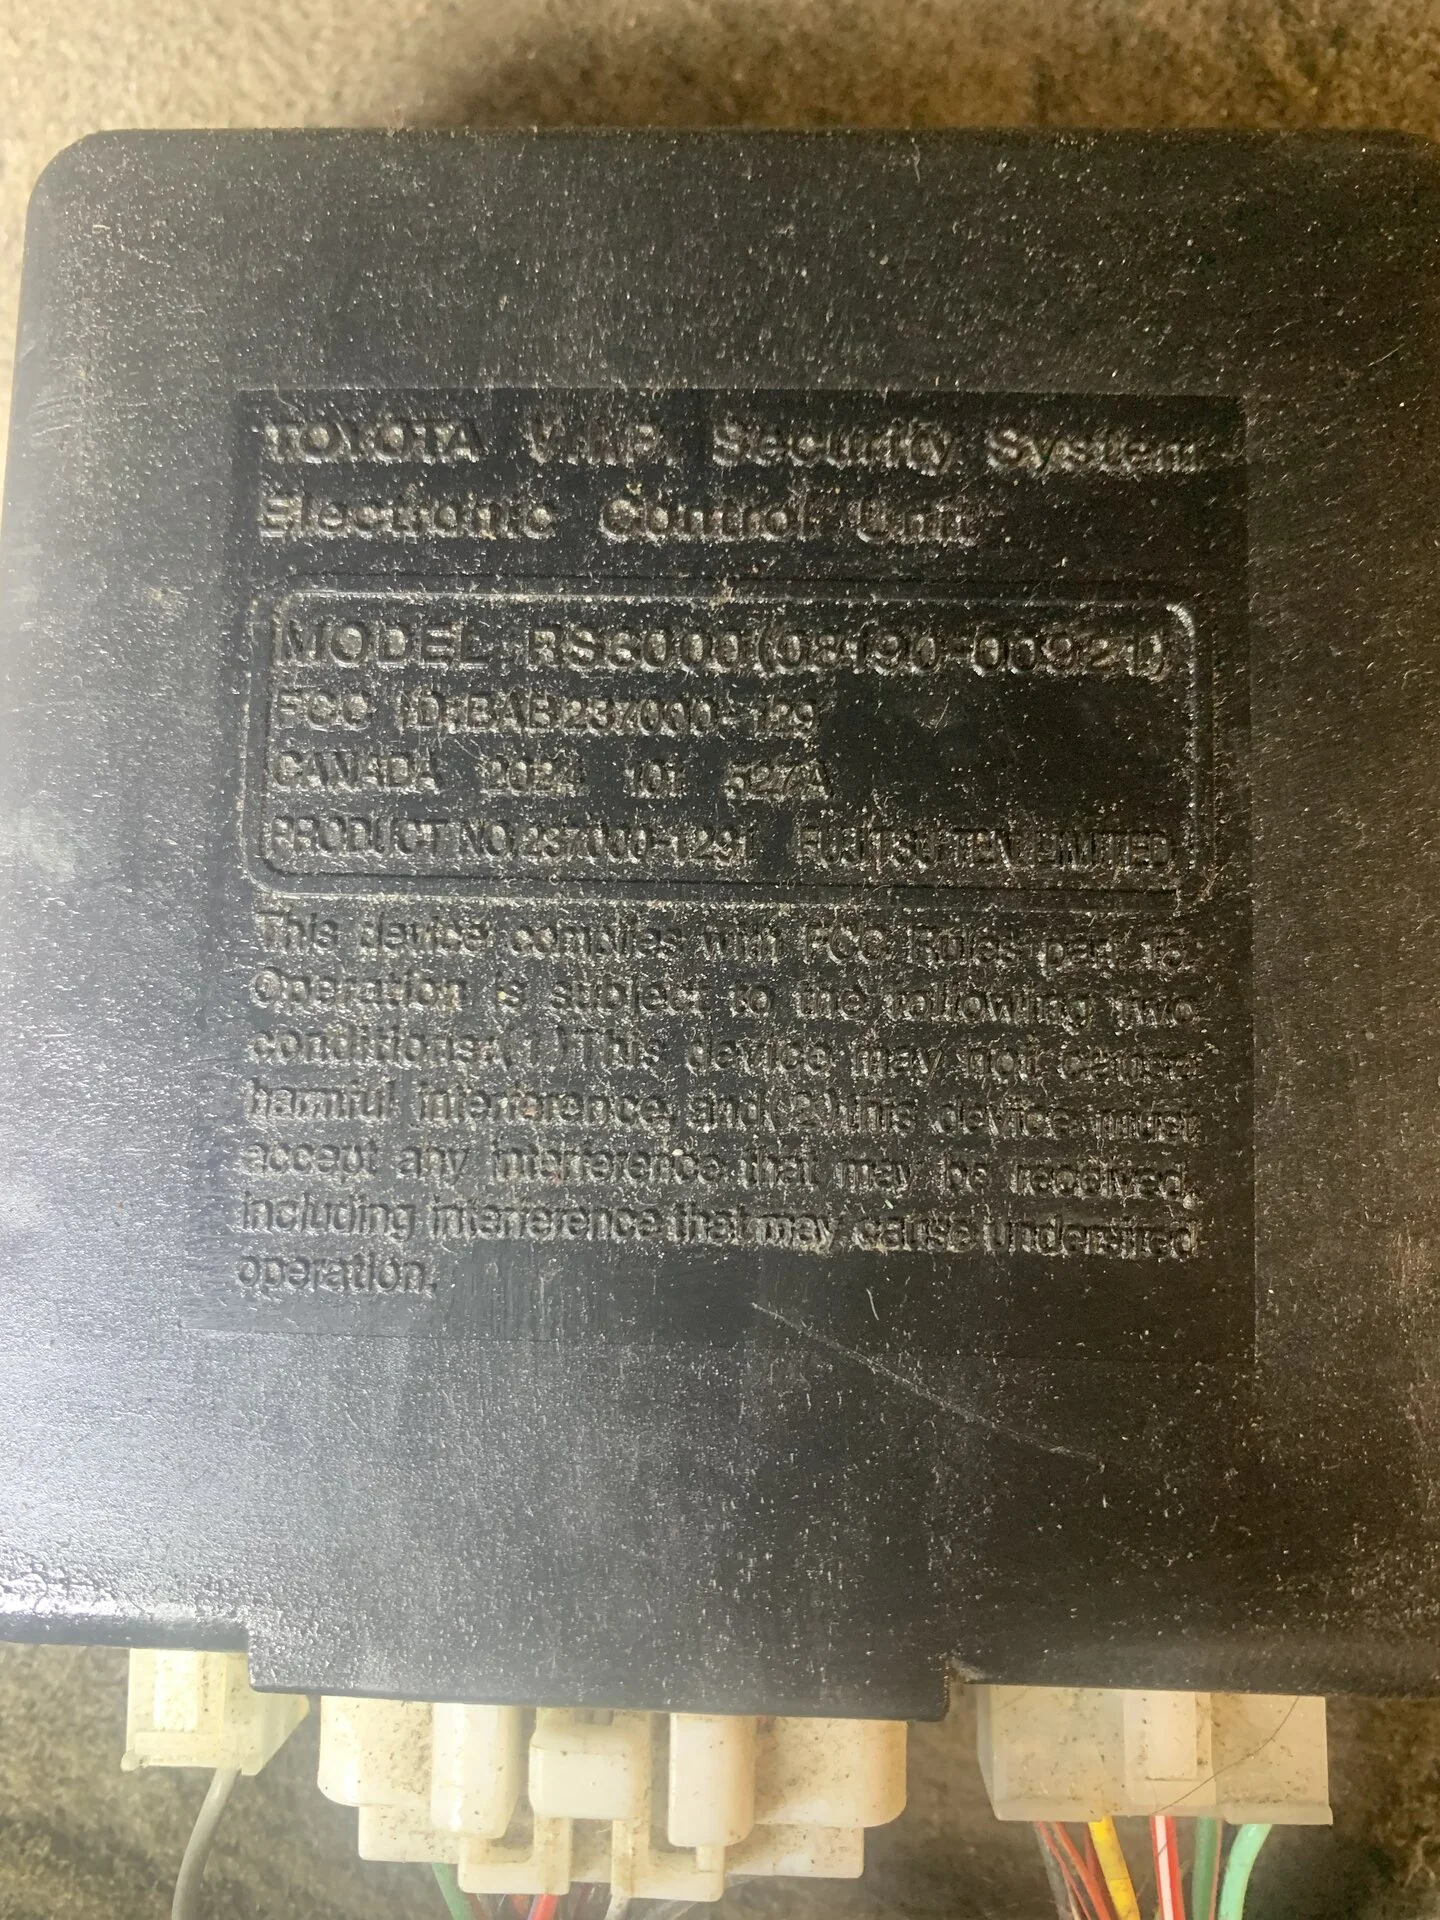 TOYOTA V.I.P. Security System
Electronic Control Unit
MODEL RS3000(08190-00921)
FCC ID:BAB237000-129
CANADA 2024 101 527A
PRODUCT NO.237000-1291 FUJITSU TEN LIMITED
This device complies with FCC Rules part 15.
Operation is subject to the following two
conditions:(1)This device may not cause
harmful interference, and(2)this device must
accept any interference that may be received,
including interference that may cause undersired
operation.